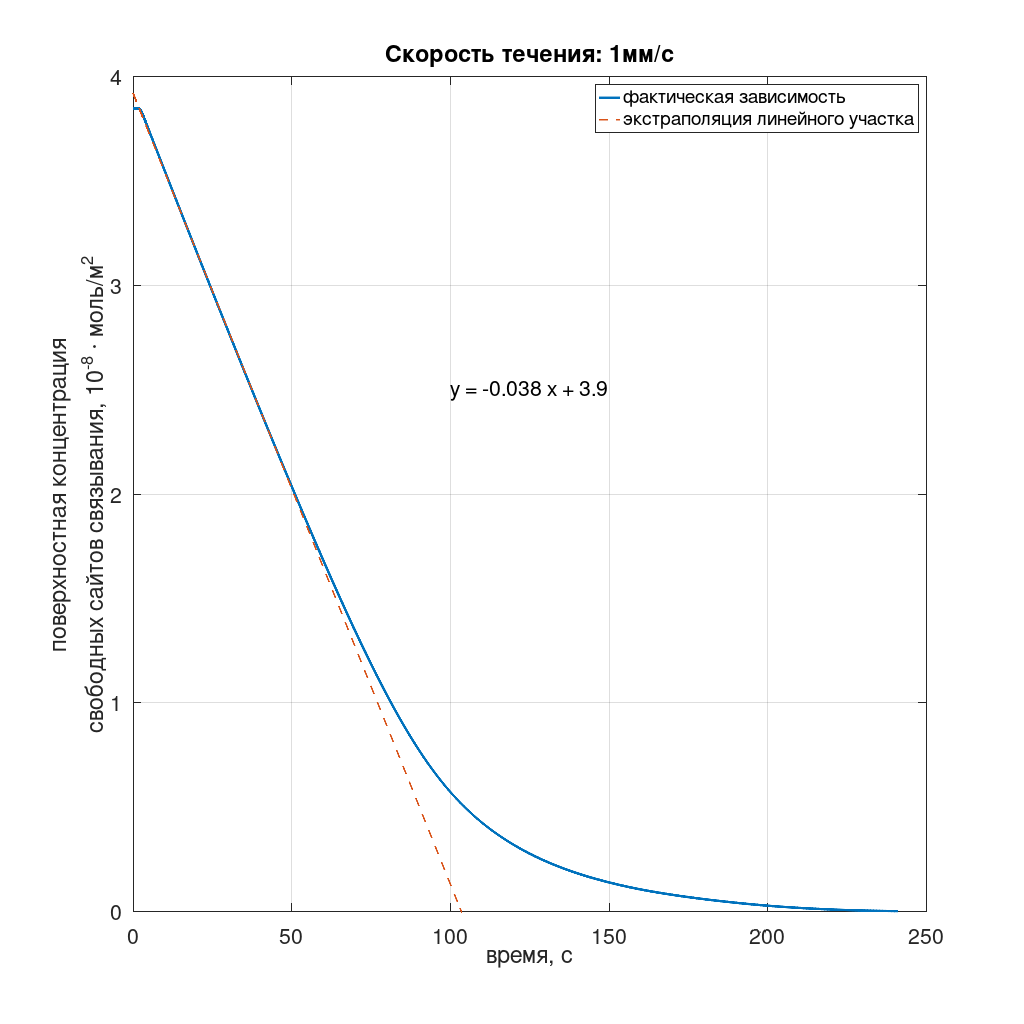 Скорость течения: 1мм/с
фактическая зависимость
экстраполяция линейного участка
y = -0.038 x + 3.9
поверхностная концентрация
свободных сайтов связывания, 10⁻⁸ · моль/м²
4
3
2
1
0
0 50 100 150 200 250
время, с